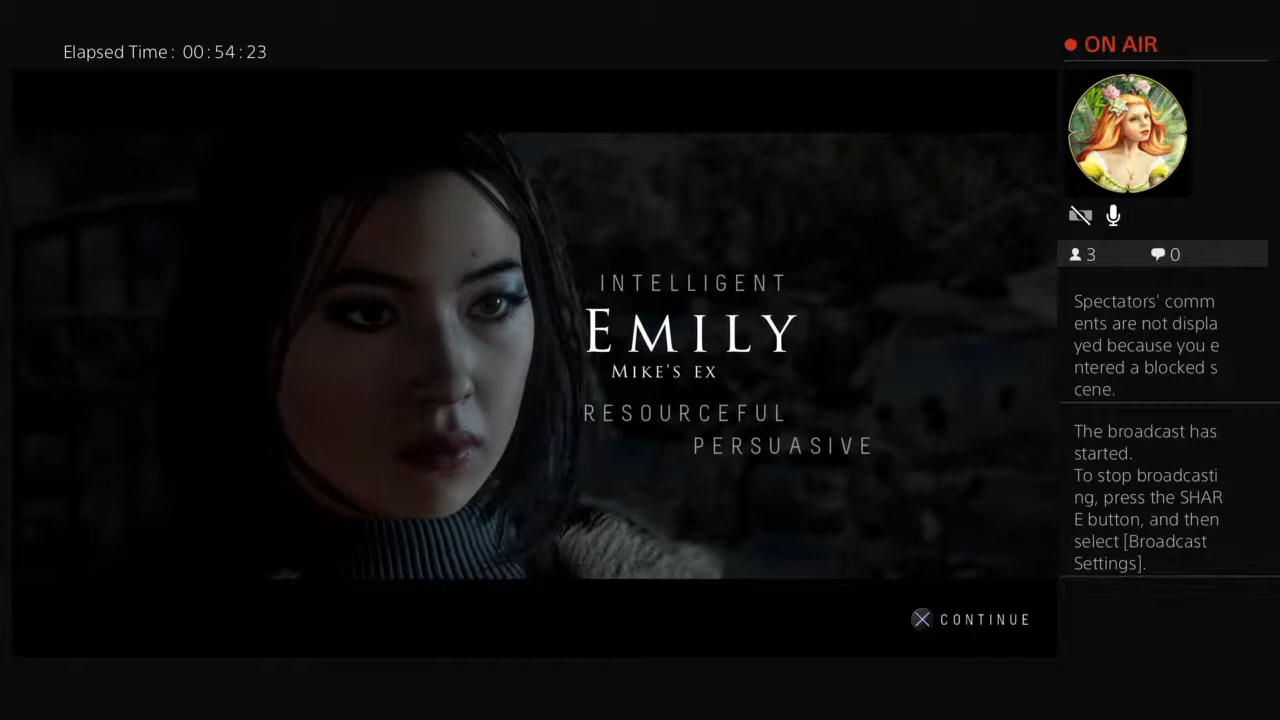 Elapsed Time: 00:54:23
ON AIR
INTELLIGENT
EMILY
MIKE'S EX
RESOURCEFUL
PERSUASIVE
CONTINUE
3 0
Spectators' comm
ents are not displa
yed because you e
ntered a blocked s
cene.
The broadcast has
started.
To stop broadcasti
ng, press the SHAR
E button, and then
select [Broadcast
Settings].